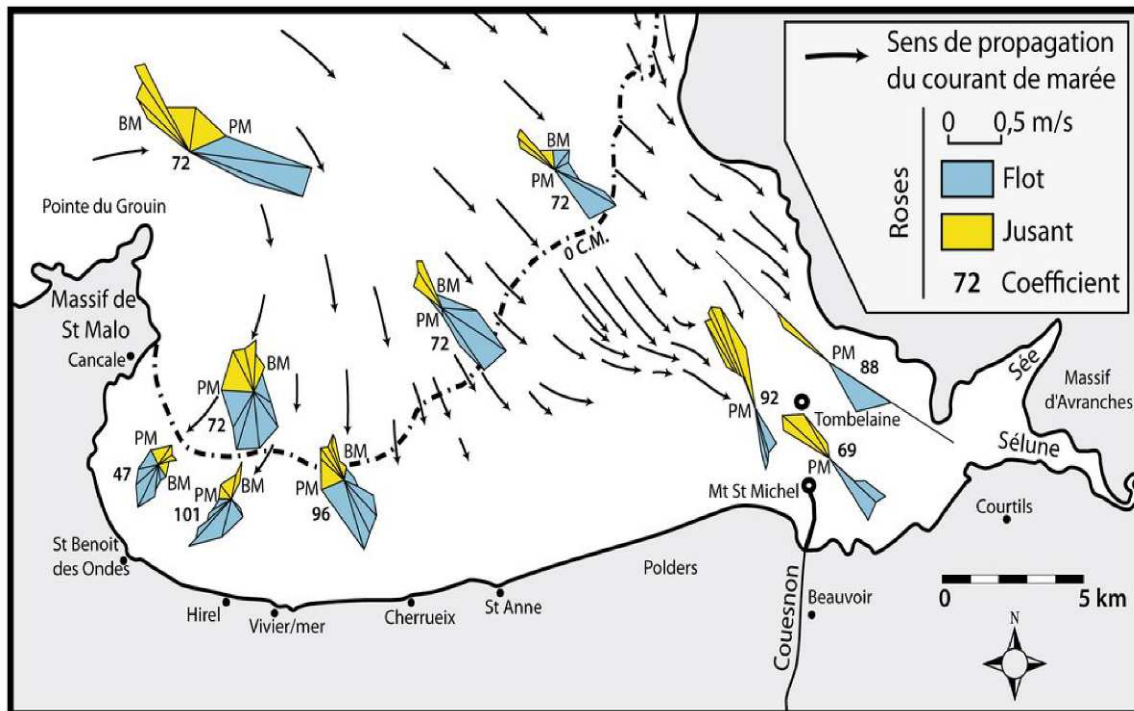 Sens de propagation
du courant de marée
0 0,5 m/s
Roses
Flot
Jusant
72 Coefficient
BM
PM
72
BM
PM
72
Pointe du Grouin
0 C.M.
Massif de
St Malo
Cancale
BM
PM
72
BM
PM
72
PM
88
92
PM
Tombelaine
69
PM
Sée
Massif
d'Avranches
Sélune
PM
47
BM
PM
BM
101
BM
PM
96
Mt St Michel
Courtils
St Benoit
des Ondes
Polders
Hirel
Vivier/mer
Cherrueix
St Anne
Couesnon
Beauvoir
0 5 km
N